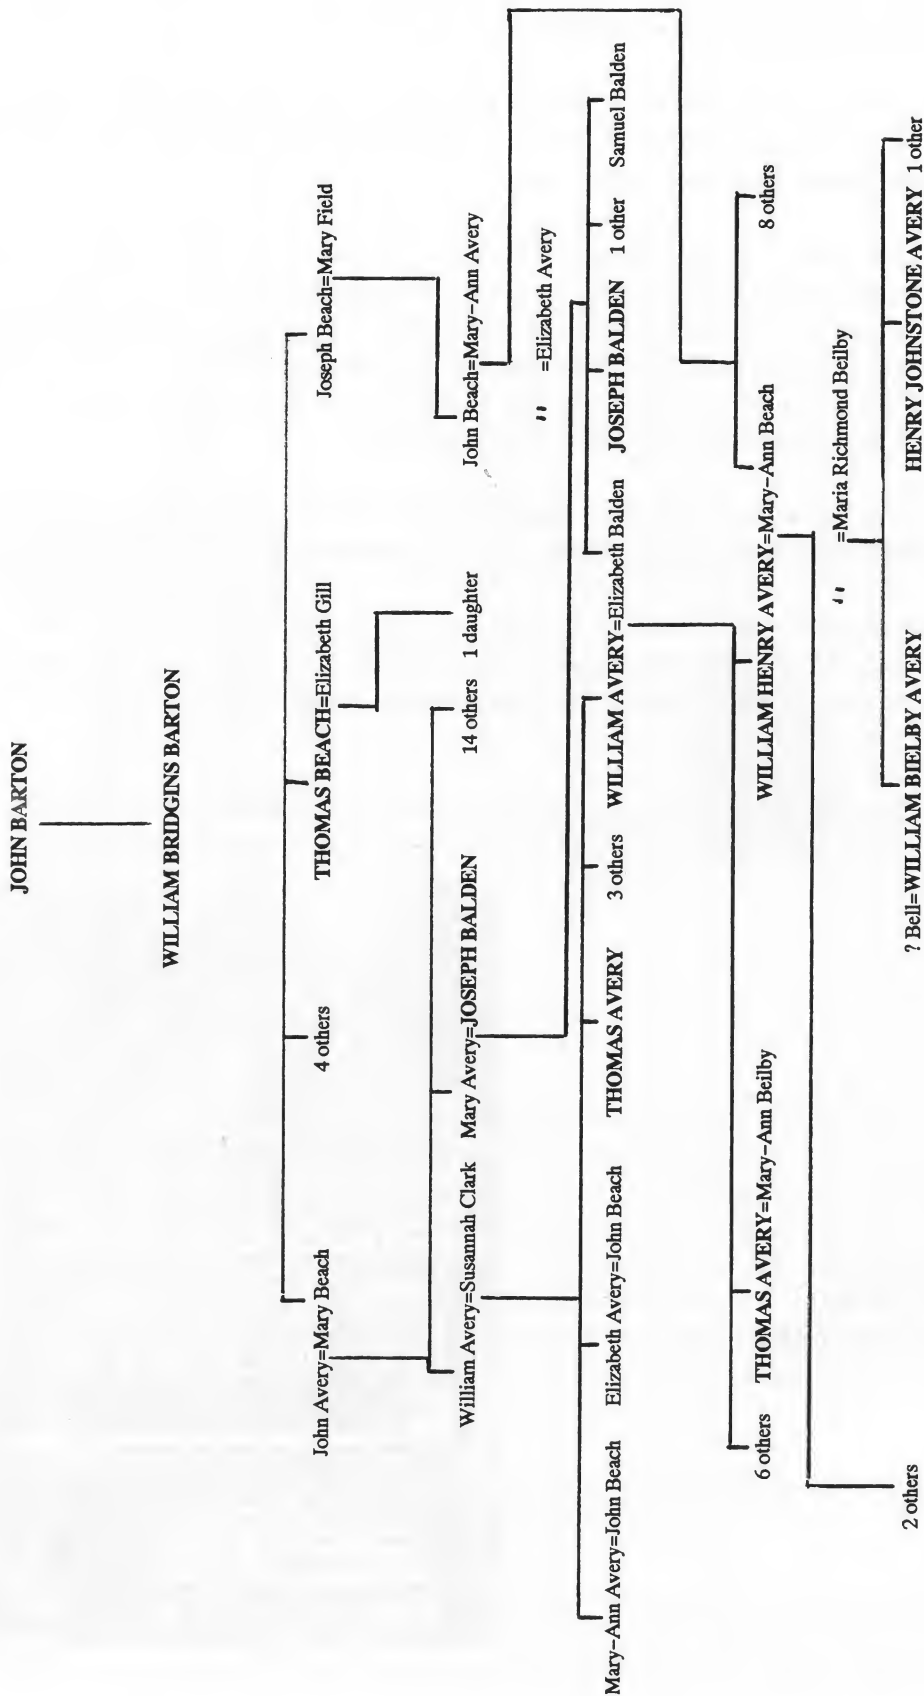 JOHN BARTON
WILLIAM BRIDGINS BARTON
John Avery=Mary Beach 4 others THOMAS BEACH=Elizabeth Gill Joseph Beach=Mary Field
William Avery=Susannah Clark Mary Avery=JOSEPH BALDEN 14 others 1 daughter John Beach=Mary-Ann Avery
" =Elizabeth Avery
Mary-Ann Avery=John Beach Elizabeth Avery=John Beach THOMAS AVERY 3 others WILLIAM AVERY=Elizabeth Balden JOSEPH BALDEN 1 other Samuel Balden
6 others THOMAS AVERY=Mary-Ann Beilby WILLIAM HENRY AVERY=Mary-Ann Beach 8 others
" =Maria Richmond Beilby
2 others ? Bell=WILLIAM BIELBY AVERY HENRY JOHNSTONE AVERY 1 other